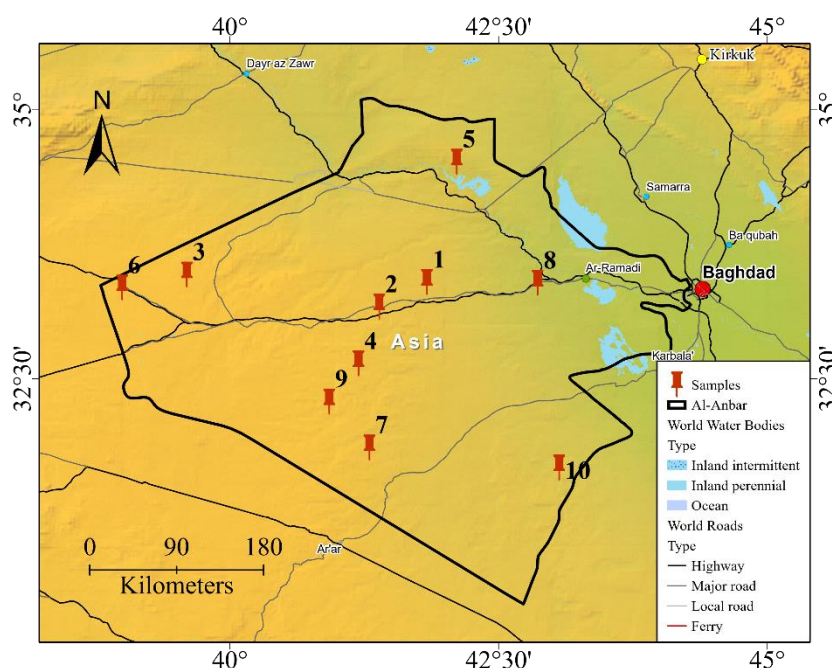 40°
42°30
45°
Dayr az Zawr
Kirkuk
35°
35°
N
5
Samarra
Ba qubah
6
3
1
8
Ar-Ramadi
Baghdad
2
Asia
4
Karbala'
32°30
32°30
9
7
10
Ar'ar
0 90 180
Kilometers
Samples
Al-Anbar
World Water Bodies
Type
Inland intermittent
Inland perennial
Ocean
World Roads
Type
Highway
Major road
Local road
Ferry
40°
42°30
45°